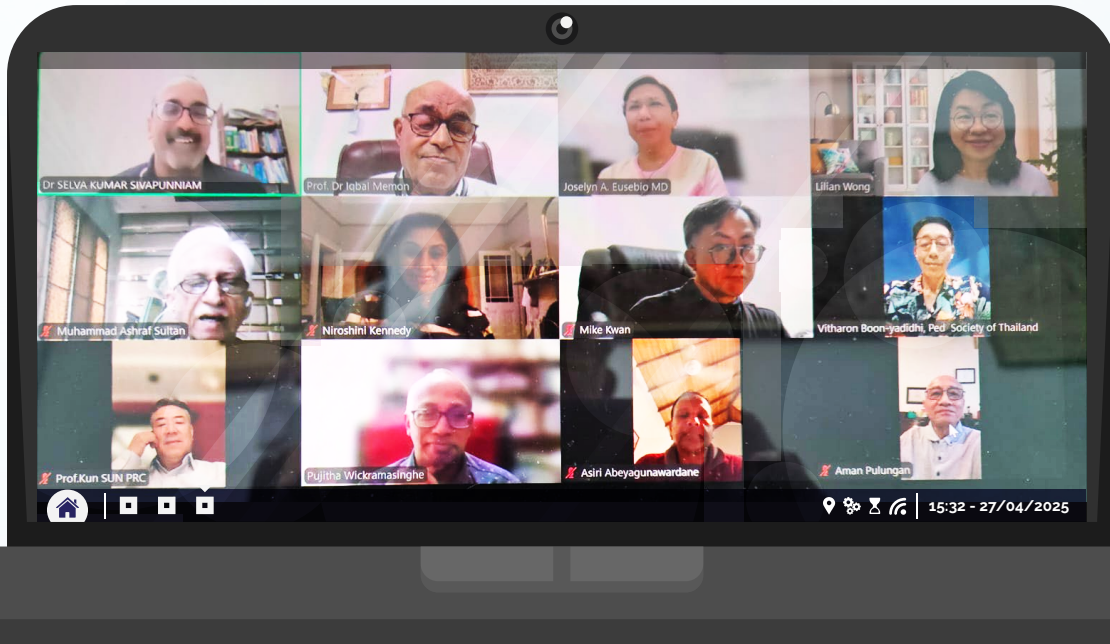 Dr SELVA KUMAR SIVAPUNNIAM
Prof. Dr Iqbal Memon
Joselyn A. Eusebio MD
Lilian Wong
Muhammad Ashraf Sultan
Niroshini Kennedy
Mike Kwan
Vitharon Boon-yadidhi, Ped Society of Thailand
Prof.Kun SUN PRC
Pujitha Wickramasinghe
Asiri Abeyagunawardane
Aman Pulungan
15:32 - 27/04/2025